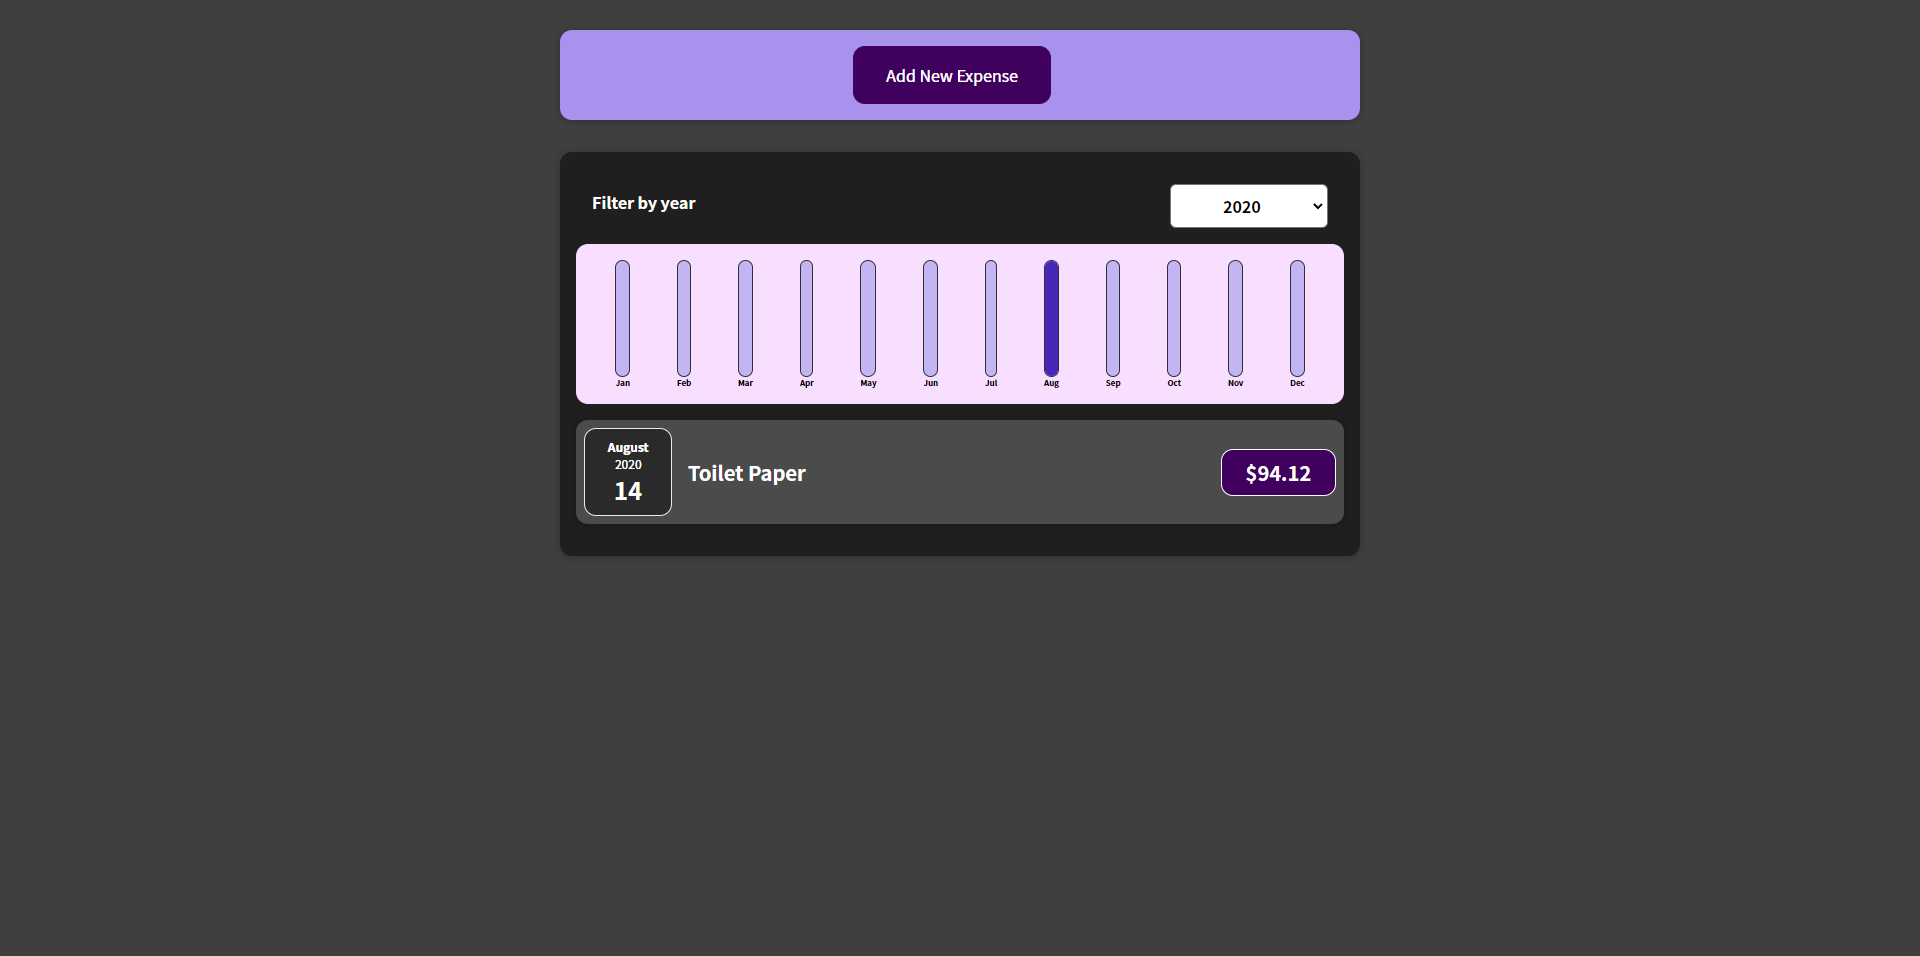 Add New Expense
Filter by year
2020
Jan Feb Mar Apr May Jun Jul Aug Sep Oct Nov Dec
August
2020
14
Toilet Paper
$94.12